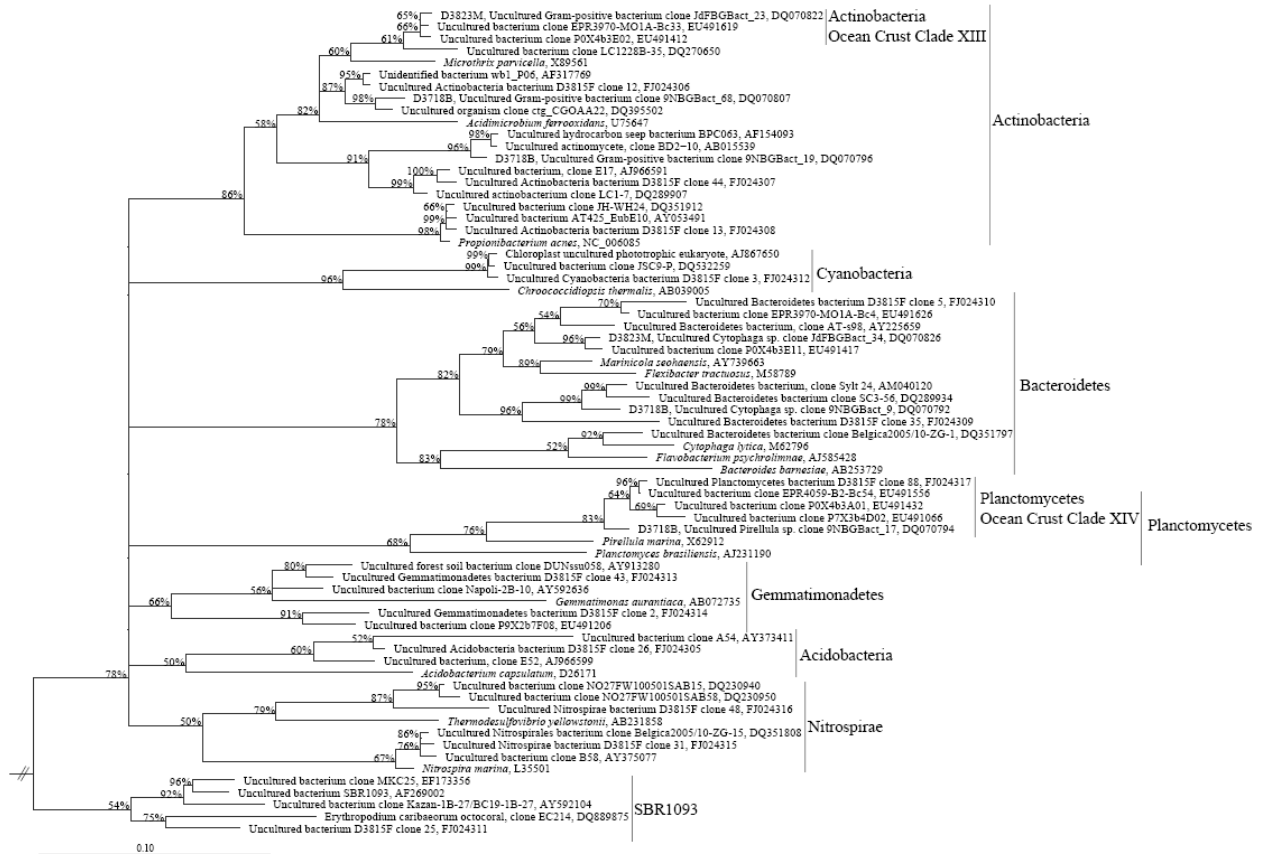 65%
D3823M, Uncultured Gram-positive bacterium clone JdFBGBact_23, DQ070822
66%
Uncultured bacterium clone EPR3970-MO1A-Bc33, EU491619
61%
Uncultured bacterium clone P0X4b3E02, EU491412
Actinobacteria
Ocean Crust Clade XIII
60%
Uncultured bacterium clone LC1228B-35, DQ270650
Microthrix parvicella, X89561
95%
Unidentified bacterium wb1_P06, AF317769
87%
Uncultured Actinobacteria bacterium D3815F clone 12, FJ024306
98%
D3718B, Uncultured Gram-positive bacterium clone 9NBGBact_68, DQ070807
82%
Uncultured organism clone ctg_CGOAA22, DQ395502
58%
Acidimicrobium ferrooxidans, U75647
Actinobacteria
98%
Uncultured hydrocarbon seep bacterium BPC063, AF154093
96%
Uncultured actinomycete, clone BD2-10, AB015539
91%
D3718B, Uncultured Gram-positive bacterium clone 9NBGBact_19, DQ070796
100%
Uncultured bacterium, clone E17, AJ966591
99%
Uncultured Actinobacteria bacterium D3815F clone 44, FJ024307
86%
Uncultured actinobacterium clone LC1-7, DQ289907
66%
Uncultured bacterium clone JH-WH24, DQ351912
99%
Uncultured bacterium AT425_EubE10, AY053491
98%
Uncultured Actinobacteria bacterium D3815F clone 13, FJ024308
Propionibacterium acnes, NC_006085
99%
Chloroplast uncultured phototrophic eukaryote, AJ867650
99%
Uncultured bacterium clone JSC9-P, DQ532259
96%
Uncultured Cyanobacteria bacterium D3815F clone 3, FJ024312
Chroococcidiopsis thermalis, AB039005
Cyanobacteria
70%
Uncultured Bacteroidetes bacterium D3815F clone 5, FJ024310
54%
Uncultured bacterium clone EPR3970-MO1A-Bc4, EU491626
56%
Uncultured Bacteroidetes bacterium, clone AT-s98, AY225659
96%
D3823M, Uncultured Cytophaga sp. clone JdFBGBact_34, DQ070826
79%
Uncultured bacterium clone P0X4b3E11, EU491417
89%
Marinicola seohaensis, AY739663
82%
Flexibacter tractuosus, M58789
99%
Uncultured Bacteroidetes bacterium, clone Sylt 24, AM040120
99%
Uncultured Bacteroidetes bacterium clone SC3-56, DQ289934
96%
D3718B, Uncultured Cytophaga sp. clone 9NBGBact_9, DQ070792
78%
Uncultured Bacteroidetes bacterium D3815F clone 35, FJ024309
Bacteroidetes
92%
Uncultured Bacteroidetes bacterium clone Belgica2005/10-ZG-1, DQ351797
52%
Cytophaga lytica, M62796
83%
Flavobacterium psychrolimnae, AJ585428
Bacteroides barnesiae, AB253729
96%
Uncultured Planctomycetes bacterium D3815F clone 88, FJ024317
64%
Uncultured bacterium clone EPR4059-B2-Bc54, EU491556
69%
Uncultured bacterium clone P0X4b3A01, EU491432
83%
Uncultured bacterium clone P7X3b4D02, EU491066
76%
D3718B, Uncultured Pirellula sp. clone 9NBGBact_17, DQ070794
Planctomycetes
Ocean Crust Clade XIV
68%
Pirellula marina, X62912
Planctomyces brasiliensis, AJ231190
Planctomycetes
80%
Uncultured forest soil bacterium clone DUNssu058, AY913280
56%
Uncultured Gemmatimonadetes bacterium D3815F clone 43, FJ024313
Uncultured bacterium clone Napoli-2B-10, AY592636
66%
Gemmatimonas aurantiaca, AB072735
91%
Uncultured Gemmatimonadetes bacterium D3815F clone 2, FJ024314
Uncultured bacterium clone P9X2b7F08, EU491206
Gemmatimonadetes
52%
Uncultured bacterium clone A54, AY373411
60%
Uncultured Acidobacteria bacterium D3815F clone 26, FJ024305
50%
Uncultured bacterium, clone E52, AJ966599
78%
Acidobacterium capsulatum, D26171
Acidobacteria
95%
Uncultured bacterium clone NO27FW100501SAB15, DQ230940
87%
Uncultured bacterium clone NO27FW100501SAB58, DQ230950
79%
Uncultured Nitrospirae bacterium D3815F clone 48, FJ024316
50%
Thermodesulfovibrio yellowstonii, AB231858
86%
Uncultured Nitrospirales bacterium clone Belgica2005/10-ZG-15, DQ351808
76%
Uncultured Nitrospirae bacterium D3815F clone 31, FJ024315
67%
Uncultured bacterium clone B58, AY375077
Nitrospira marina, L35501
Nitrospirae
96%
Uncultured bacterium clone MKC25, EF173356
92%
Uncultured bacterium SBR1093, AF269002
54%
Uncultured bacterium clone Kazan-1B-27/BC19-1B-27, AY592104
75%
Erythropodium caribaeorum octocoral, clone EC214, DQ889875
Uncultured bacterium D3815F clone 25, FJ024311
SBR1093
0.10